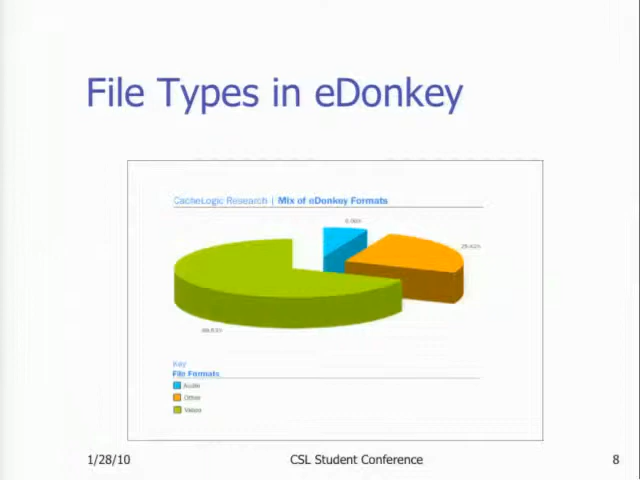 File Types in eDonkey
CacheLogic Research | Mix of eDonkey Formats
Key
File Formats
Audio
Other
Video
1/28/10
CSL Student Conference
8